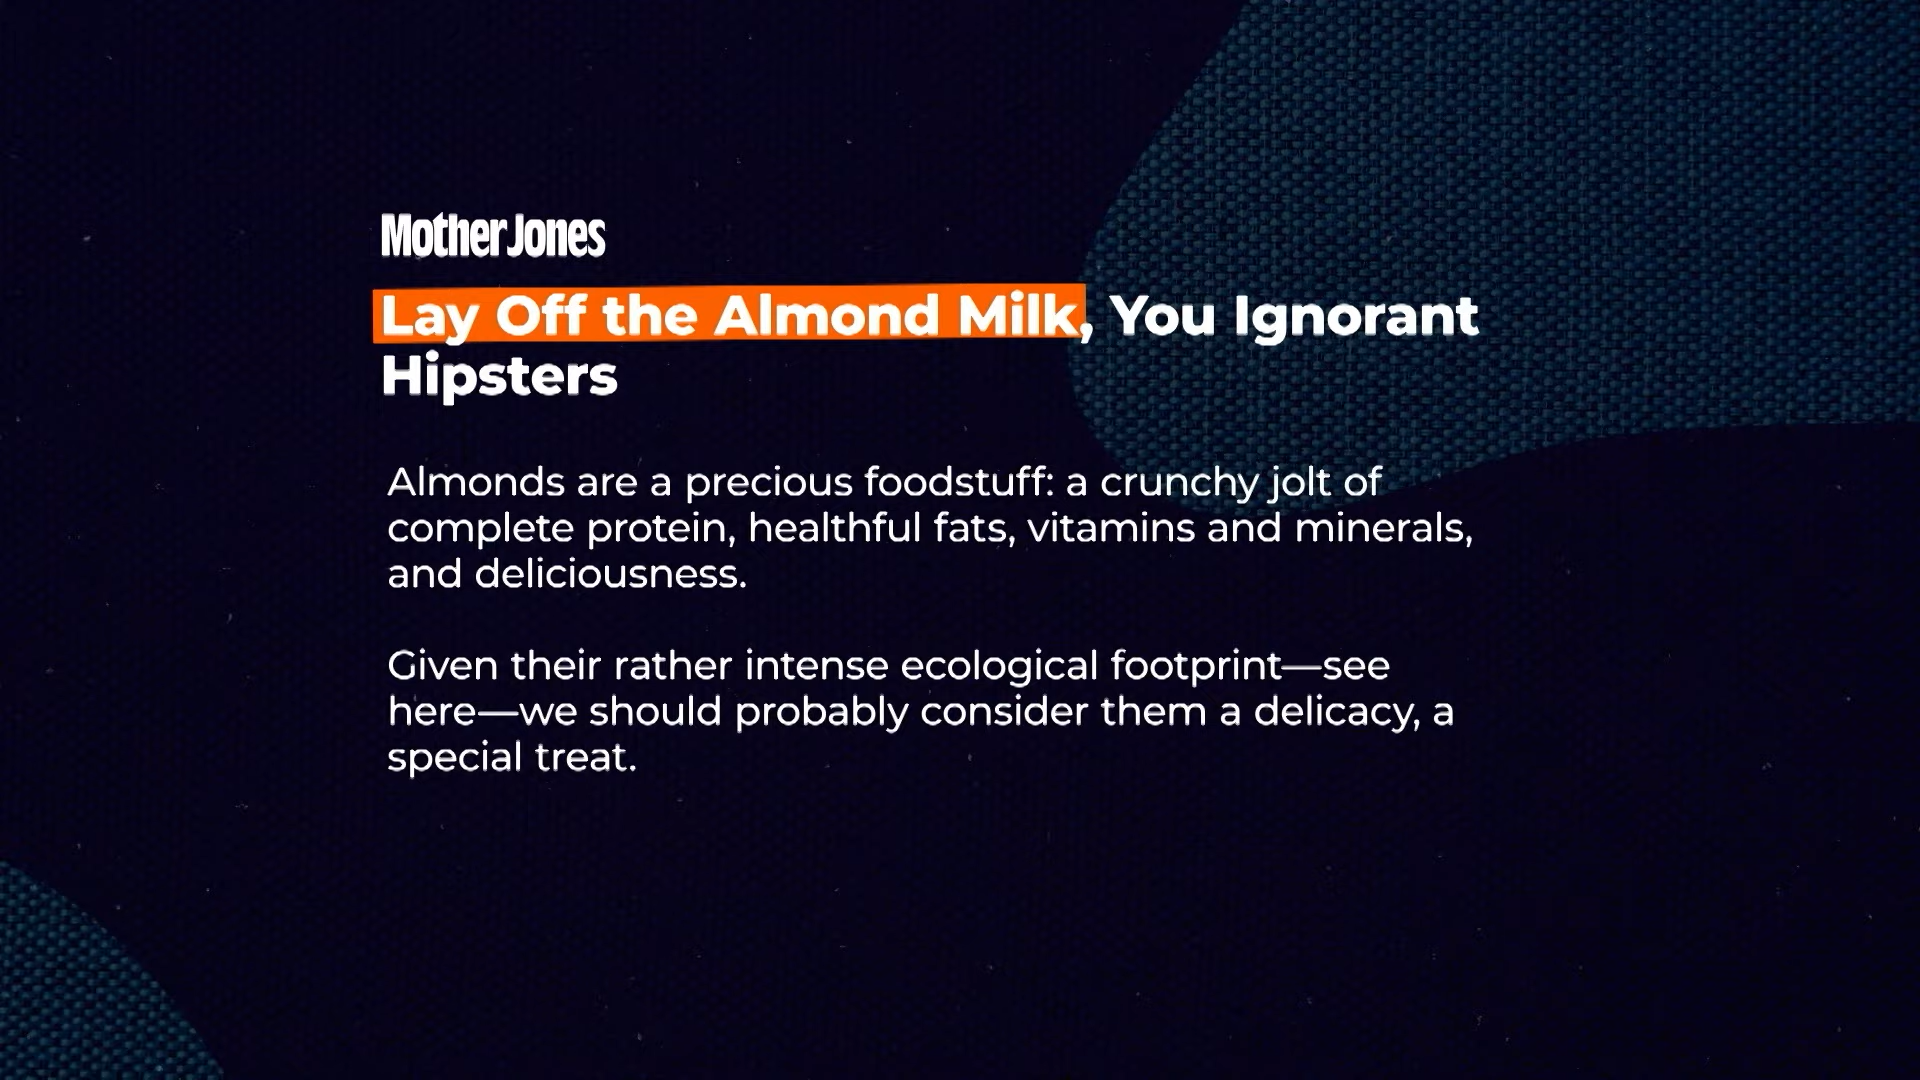 Mother Jones
Lay Off the Almond Milk, You Ignorant
Hipsters
Almonds are a precious foodstuff: a crunchy jolt of
complete protein, healthful fats, vitamins and minerals,
and deliciousness.
Given their rather intense ecological footprint—see
here—we should probably consider them a delicacy, a
special treat.